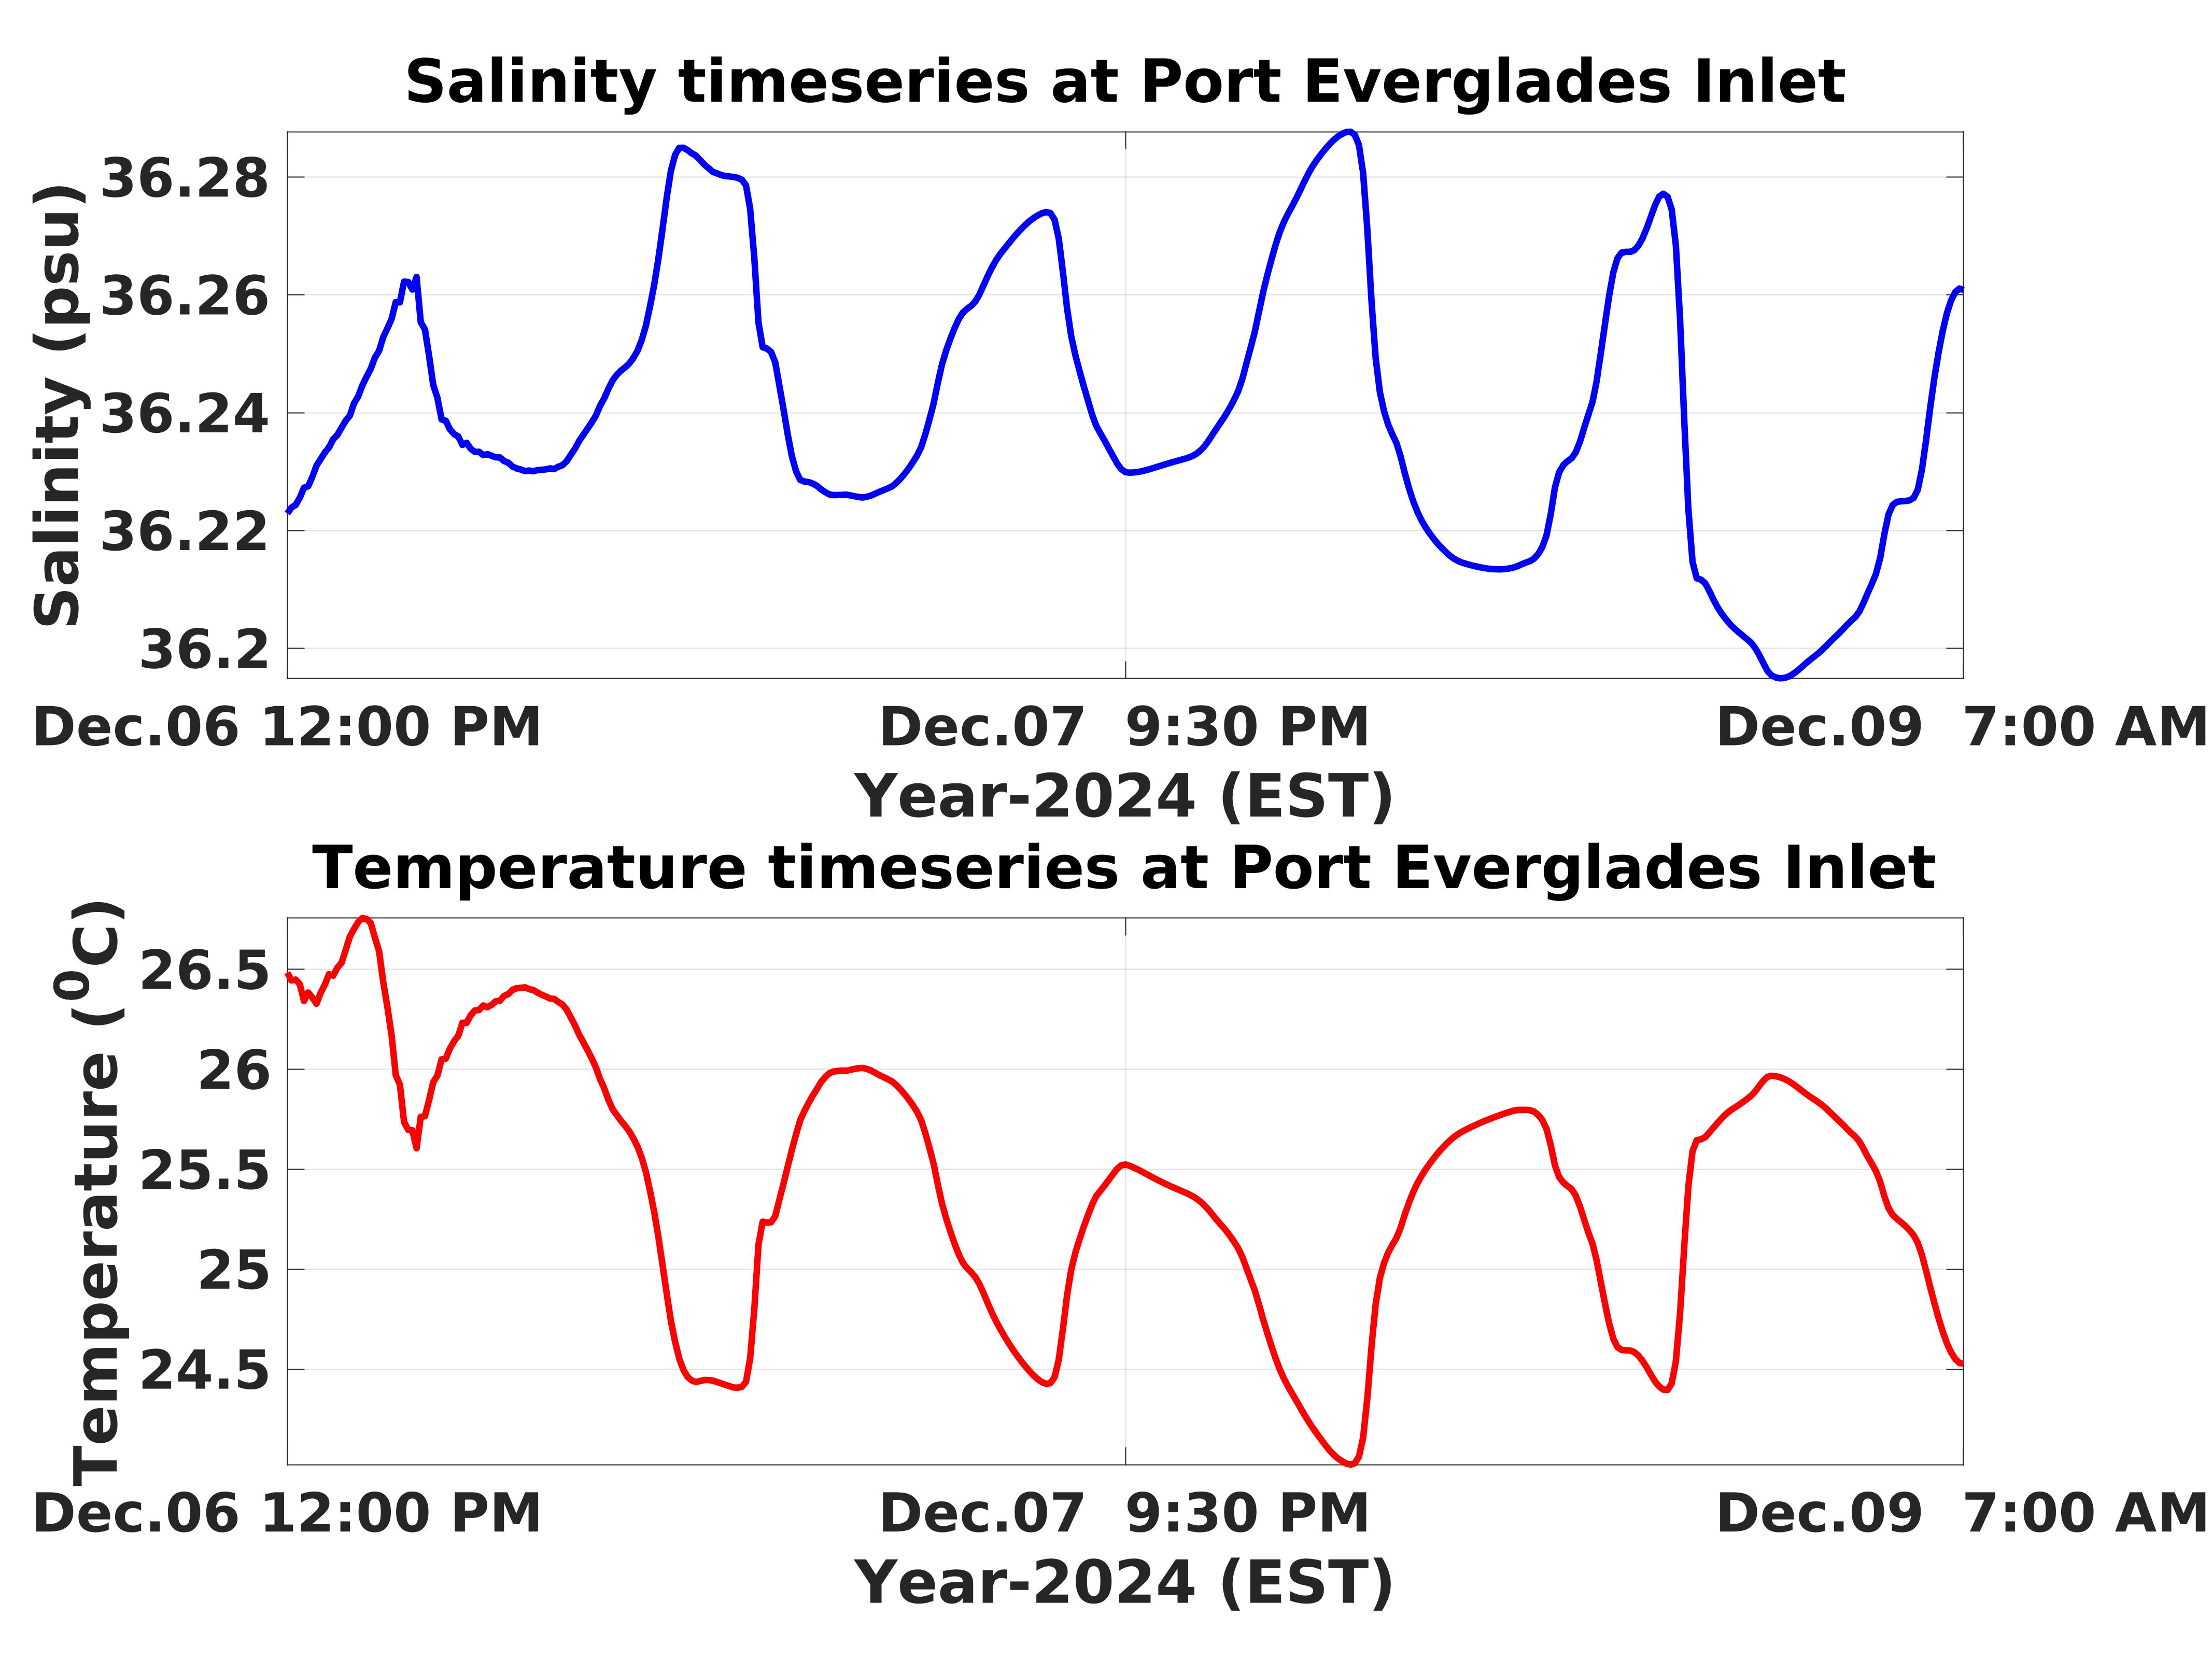 Salinity timeseries at Port Everglades Inlet
Salinity (psu)
36.28
36.26
36.24
36.22
36.2
Dec.06 12:00 PM Dec.07  9:30 PM Dec.09  7:00 AM
Year-2024 (EST)
Temperature timeseries at Port Everglades Inlet
Temperature (⁰C)
26.5
26
25.5
25
24.5
Dec.06 12:00 PM Dec.07  9:30 PM Dec.09  7:00 AM
Year-2024 (EST)